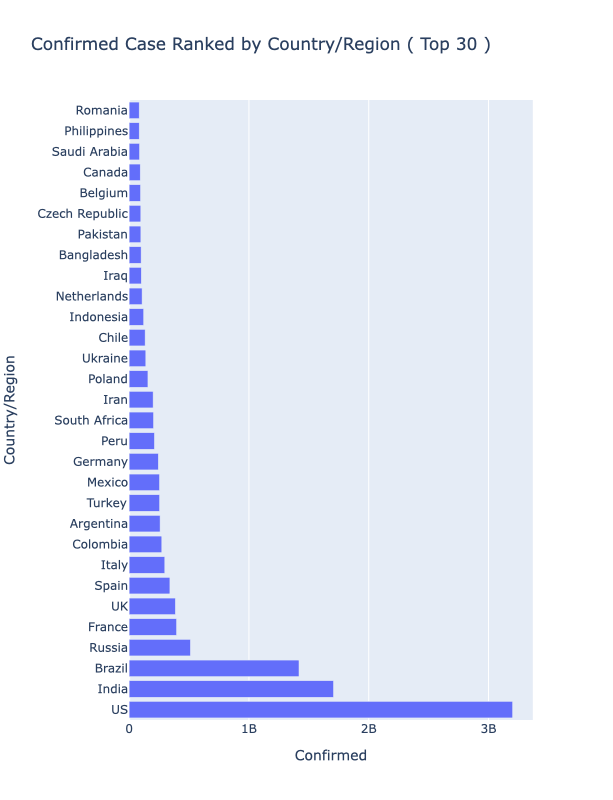 Confirmed Case Ranked by Country/Region ( Top 30 )
Country/Region
Romania
Philippines
Saudi Arabia
Canada
Belgium
Czech Republic
Pakistan
Bangladesh
Iraq
Netherlands
Indonesia
Chile
Ukraine
Poland
Iran
South Africa
Peru
Germany
Mexico
Turkey
Argentina
Colombia
Italy
Spain
UK
France
Russia
Brazil
India
US
0 1B 2B 3B
Confirmed